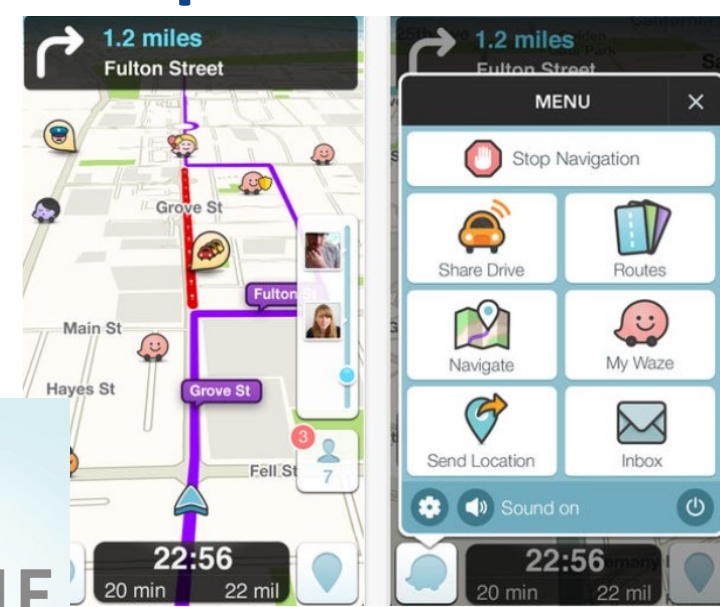 1.2 miles
Fulton Street
Grove St
Fulton
Main St
Hayes St
Grove St
3
7
Fell St
22:56
20 min 22 mil
1.2 miles
Fulton Street
MENU
Stop Navigation
Share Drive
Routes
Navigate
My Waze
Send Location
Inbox
Sound on
22:56
20 min 22 mil